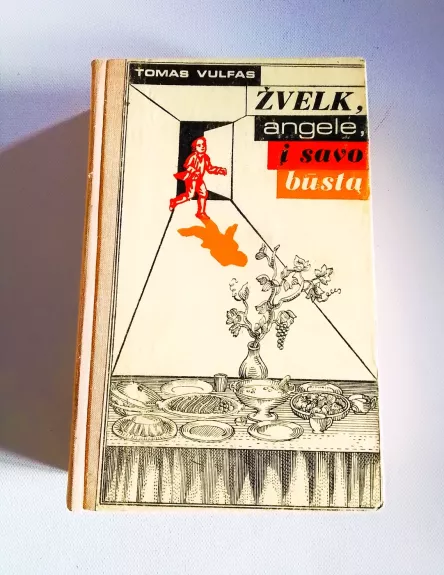 TOMAS VULFAS
ŽVELK,
angele,
į savo
būstą